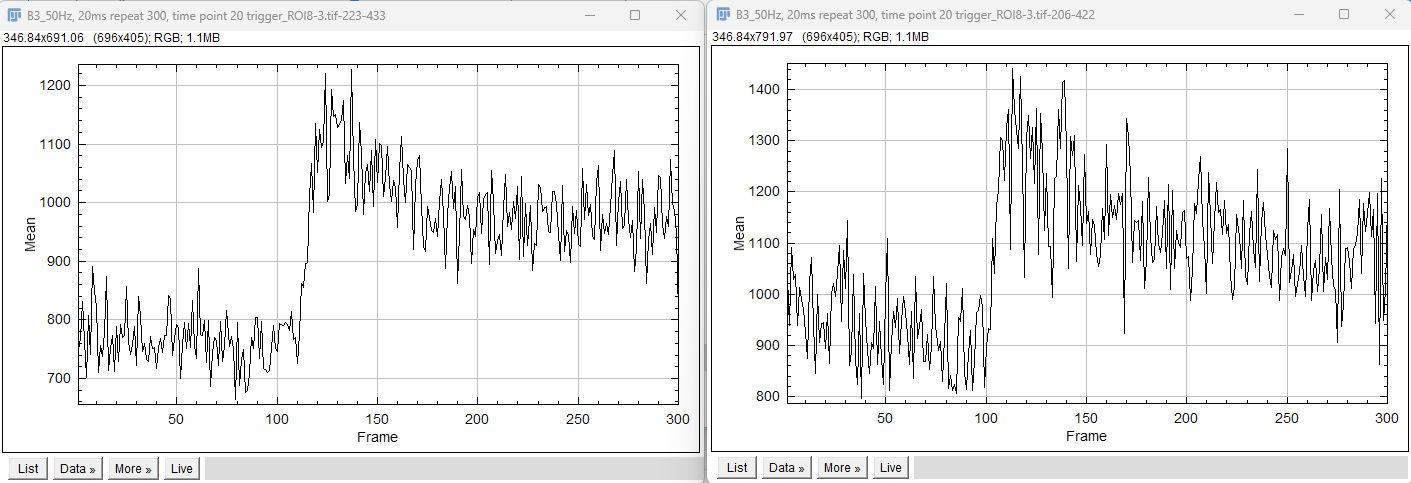 B3_50Hz, 20ms repeat 300, time point 20 trigger_ROI8-3.tif-223-433
346.84x691.06 (696x405); RGB; 1.1MB
1200
1100
1000
900
800
700
Mean
50 100 150 200 250 300
Frame
List Data » More » Live
B3_50Hz, 20ms repeat 300, time point 20 trigger_ROI8-3.tif-206-422
346.84x791.97 (696x405); RGB; 1.1MB
1400
1300
1200
1100
1000
900
800
Mean
50 100 150 200 250 300
Frame
List Data » More » Live